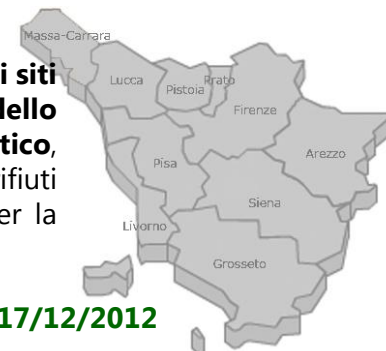 Massa-Carrara
i siti
Lucca
Pistoia
Prato
dello
Firenze
tico,
Pisa
Arezzo
ifiuti
Siena
er la
Livorno
Grosseto
17/12/2012